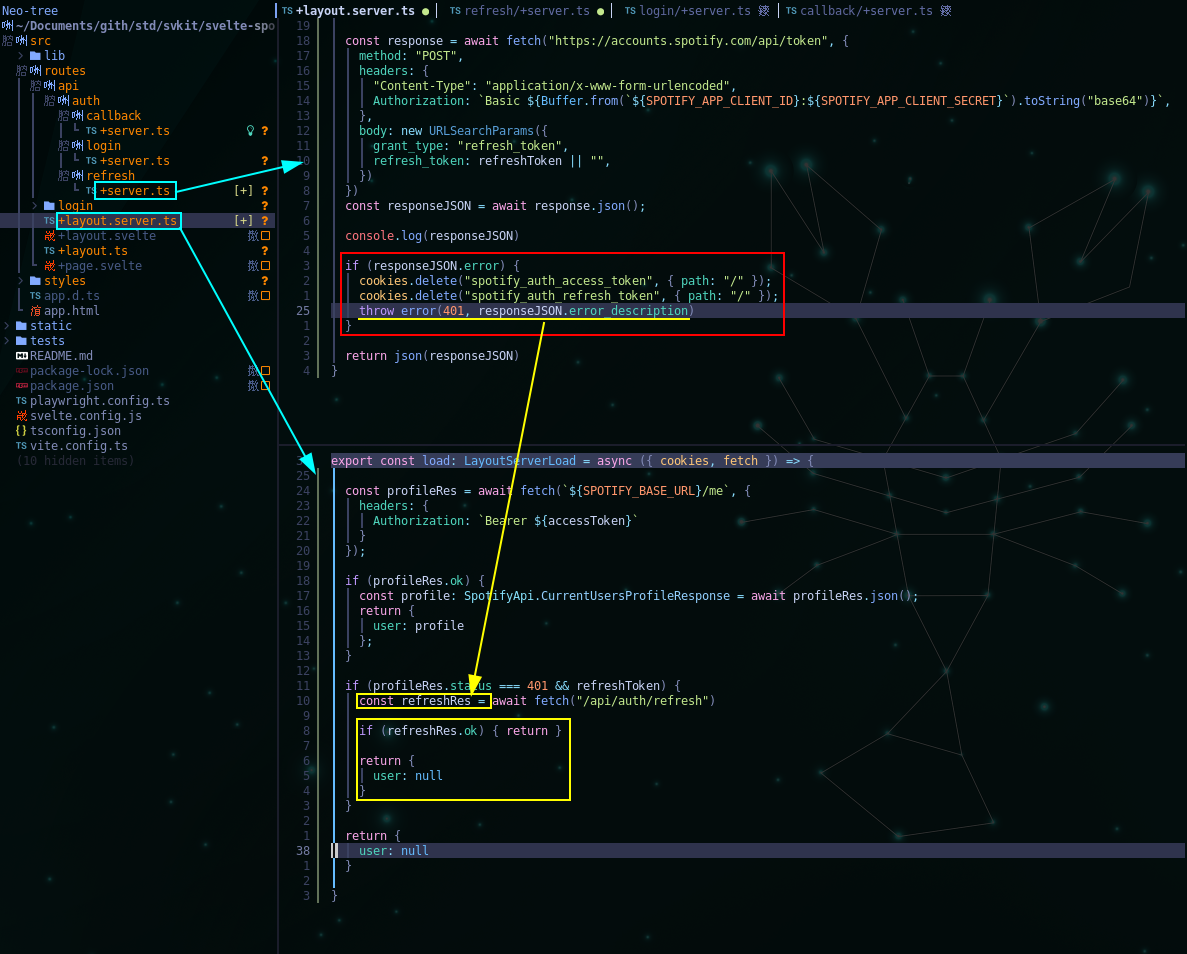 Neo-tree
~/Documents/gith/std/svkit/svelte-spo
src
lib
routes
api
auth
callback
TS +server.ts ?
login
TS +server.ts ?
refresh
TS +server.ts [+] ?
login ?
TS +layout.server.ts [+] ?
+layout.svelte
TS +layout.ts ?
+page.svelte
styles ?
TS app.d.ts
app.html
static
tests
README.md
package-lock.json
package.json
TS playwright.config.ts
svelte.config.js
{} tsconfig.json
TS vite.config.ts
(10 hidden items)
TS +layout.server.ts ● TS refresh/+server.ts ● TS login/+server.ts TS callback/+server.ts
19
18 const response = await fetch("https://accounts.spotify.com/api/token", {
17 method: "POST",
16 headers: {
15 "Content-Type": "application/x-www-form-urlencoded",
14 Authorization: `Basic ${Buffer.from(`${SPOTIFY_APP_CLIENT_ID}:${SPOTIFY_APP_CLIENT_SECRET}`).toString("base64")}`,
13 },
12 body: new URLSearchParams({
11 grant_type: "refresh_token",
10 refresh_token: refreshToken || "",
9 })
8 })
7 const responseJSON = await response.json();
6
5 console.log(responseJSON)
4
3 if (responseJSON.error) {
2 cookies.delete("spotify_auth_access_token", { path: "/" });
1 cookies.delete("spotify_auth_refresh_token", { path: "/" });
25 throw error(401, responseJSON.error_description)
1 }
2
3 return json(responseJSON)
4 }
export const load: LayoutServerLoad = async ({ cookies, fetch }) => {
25
24 const profileRes = await fetch(`${SPOTIFY_BASE_URL}/me`, {
23 headers: {
22 Authorization: `Bearer ${accessToken}`
21 }
20 });
19
18 if (profileRes.ok) {
17 const profile: SpotifyApi.CurrentUsersProfileResponse = await profileRes.json();
16 return {
15 user: profile
14 };
13 }
12
11 if (profileRes.status === 401 && refreshToken) {
10 const refreshRes = await fetch("/api/auth/refresh")
9
8 if (refreshRes.ok) { return }
7
6 return {
5 user: null
4 }
3 }
2
1 return {
38 user: null
1 }
2
3 }